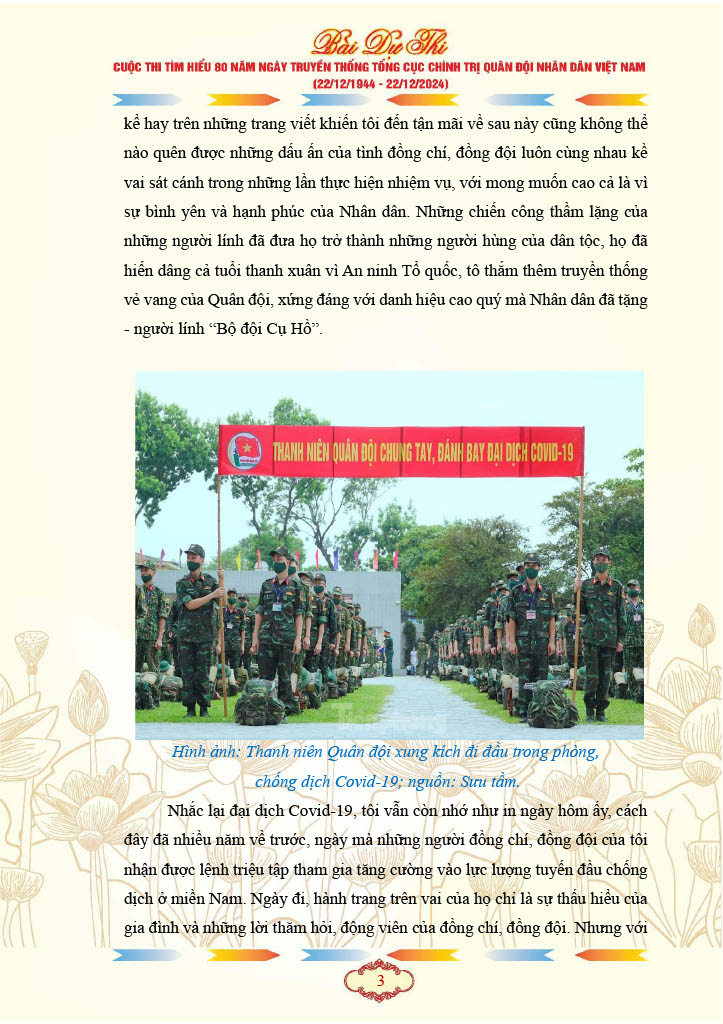 Bài Dự Thi
CUỘC THI TÌM HIỂU 80 NĂM NGÀY TRUYỀN THỐNG TỔNG CỤC CHÍNH TRỊ QUÂN ĐỘI NHÂN DÂN VIỆT NAM
(22/12/1944 - 22/12/2024)
kể hay trên những trang viết khiến tôi đến tận mãi về sau này cũng không thể
nào quên được những dấu ấn của tình đồng chí, đồng đội luôn cùng nhau kề
vai sát cánh trong những lần thực hiện nhiệm vụ, với mong muốn cao cả là vì
sự bình yên và hạnh phúc của Nhân dân. Những chiến công thầm lặng của
những người lính đã đưa họ trở thành những người hùng của dân tộc, họ đã
hiến dâng cả tuổi thanh xuân vì An ninh Tổ quốc, tô thắm thêm truyền thống
vẻ vang của Quân đội, xứng đáng với danh hiệu cao quý mà Nhân dân đã tặng
- người lính “Bộ đội Cụ Hồ”.
THANH NIÊN QUÂN ĐỘI CHUNG TAY, ĐÁNH BAY ĐẠI DỊCH COVID-19
Hình ảnh: Thanh niên Quân đội xung kích đi đầu trong phòng,
chống dịch Covid-19; nguồn: Sưu tầm.
Nhắc lại đại dịch Covid-19, tôi vẫn còn nhớ như in ngày hôm ấy, cách
đây đã nhiều năm về trước, ngày mà những người đồng chí, đồng đội của tôi
nhận được lệnh triệu tập tham gia tăng cường vào lực lượng tuyến đầu chống
dịch ở miền Nam. Ngày đi, hành trang trên vai của họ chỉ là sự thấu hiểu của
gia đình và những lời thăm hỏi, động viên của đồng chí, đồng đội. Nhưng với
3